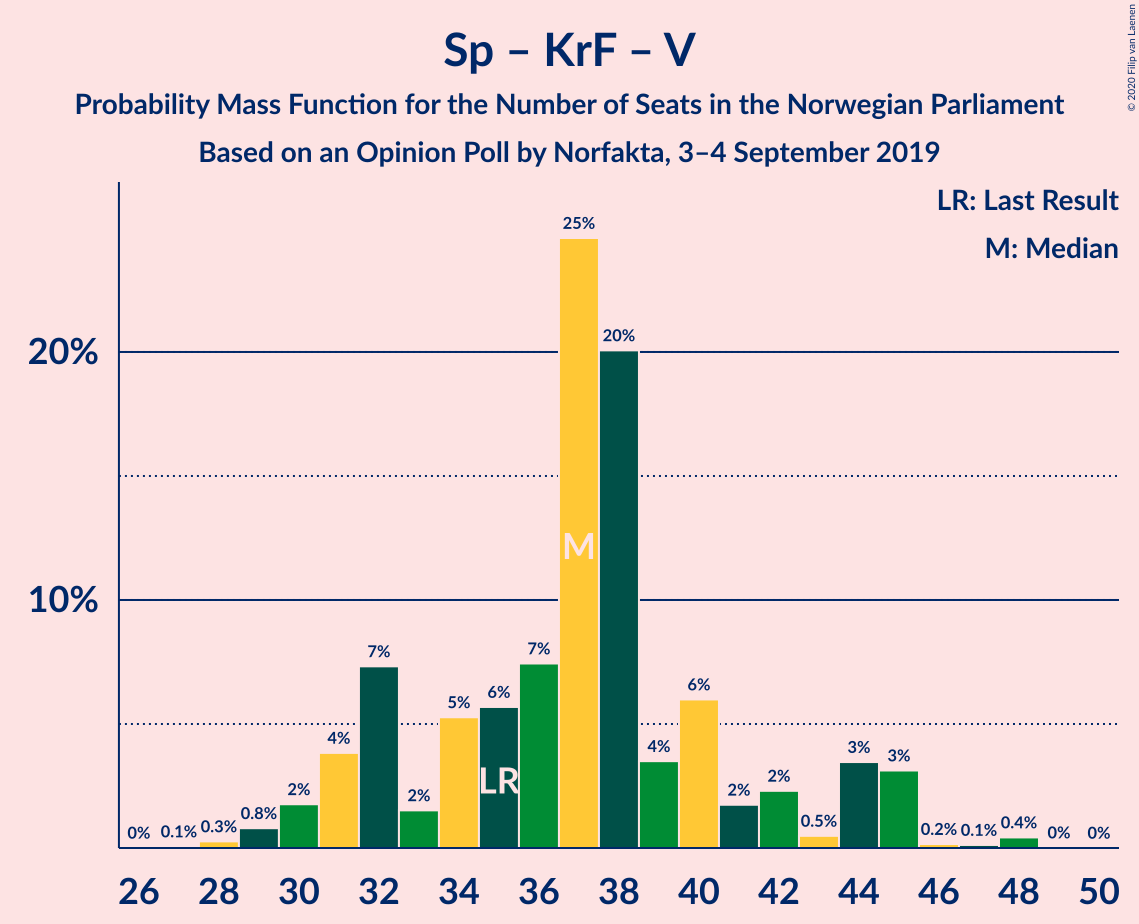 Sp – KrF – V
Probability Mass Function for the Number of Seats in the Norwegian Parliament
Based on an Opinion Poll by Norfakta, 3–4 September 2019
© 2020 Filip van Laenen
LR: Last Result
M: Median
20%
10%
0% 0.1% 0.3% 0.8% 2% 4% 7% 2% 5% 6% 7% 25% 20% 4% 6% 2% 2% 0.5% 3% 3% 0.2% 0.1% 0.4% 0% 0%
M
LR
26 28 30 32 34 36 38 40 42 44 46 48 50